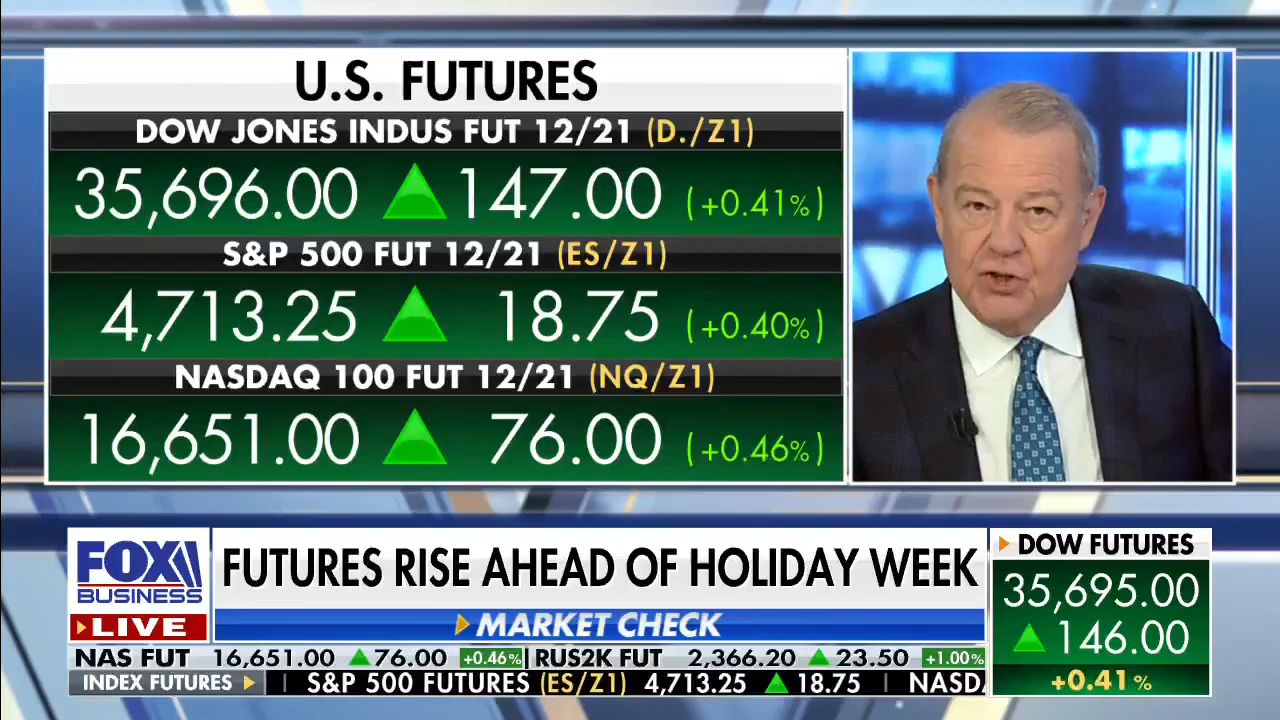 U.S. FUTURES
DOW JONES INDUS FUT 12/21 (D./Z1)
35,696.00 ▲ 147.00 (+0.41%)
S&P 500 FUT 12/21 (ES/Z1)
4,713.25 ▲ 18.75 (+0.40%)
NASDAQ 100 FUT 12/21 (NQ/Z1)
16,651.00 ▲ 76.00 (+0.46%)
FOX
BUSINESS
LIVE
FUTURES RISE AHEAD OF HOLIDAY WEEK
MARKET CHECK
DOW FUTURES
35,695.00
▲ 146.00
+0.41%
NAS FUT 16,651.00 ▲ 76.00 +0.46% RUS2K FUT 2,366.20 ▲ 23.50 +1.00%
INDEX FUTURES S&P 500 FUTURES (ES/Z1) 4,713.25 ▲ 18.75 NASDA